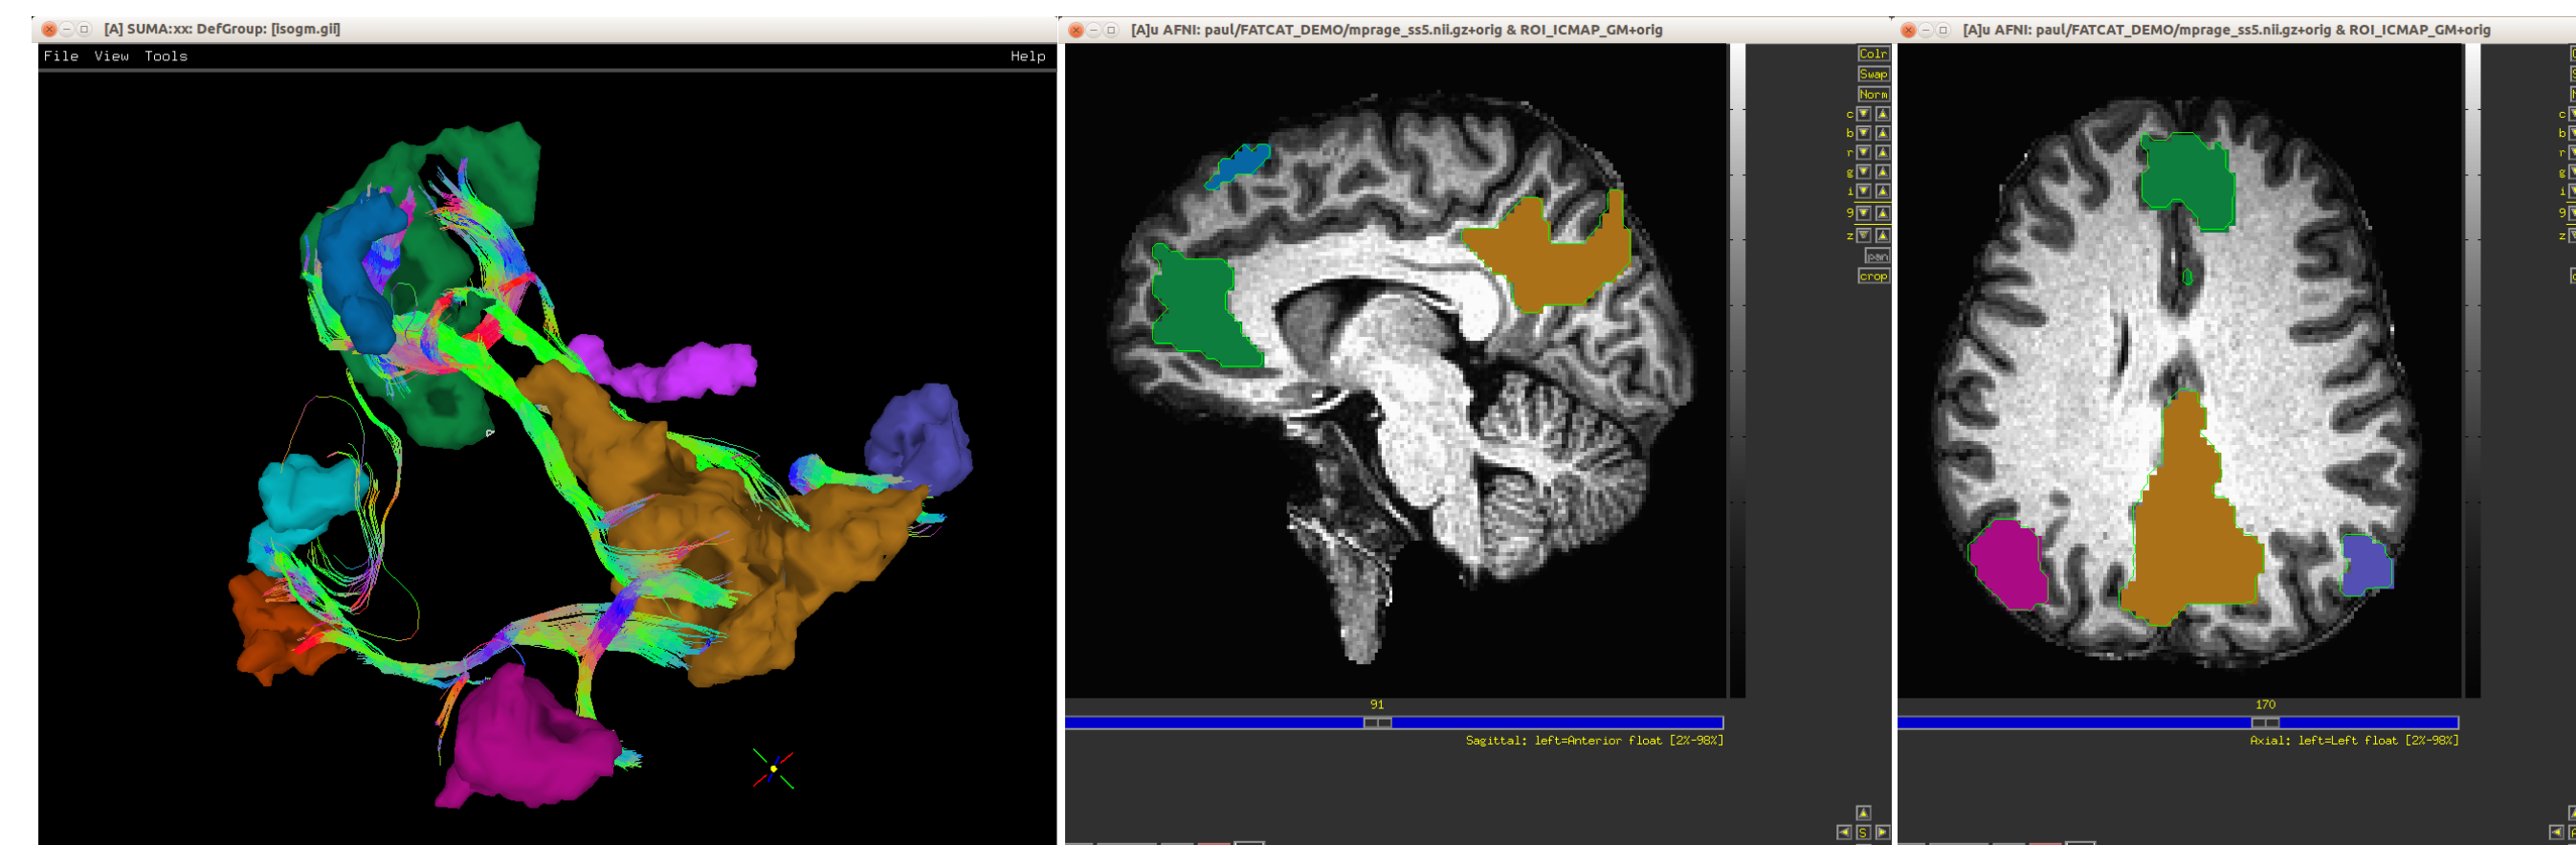 [A] SUMA:xx: DefGroup: [isogm.gii]
File View Tools Help
[A]u AFNI: paul/FATCAT_DEMO/mprage_ss5.nii.gz+orig & ROI_ICMAP_GM+orig
Colr
Swap
Norm
c
b
r
g
i
9
z
pan
crop
91
Sagittal: left=Anterior float [2%-98%]
S
[A]u AFNI: paul/FATCAT_DEMO/mprage_ss5.nii.gz+orig & ROI_ICMAP_GM+orig
c
b
r
g
i
9
z
170
Axial: left=Left float [2%-98%]